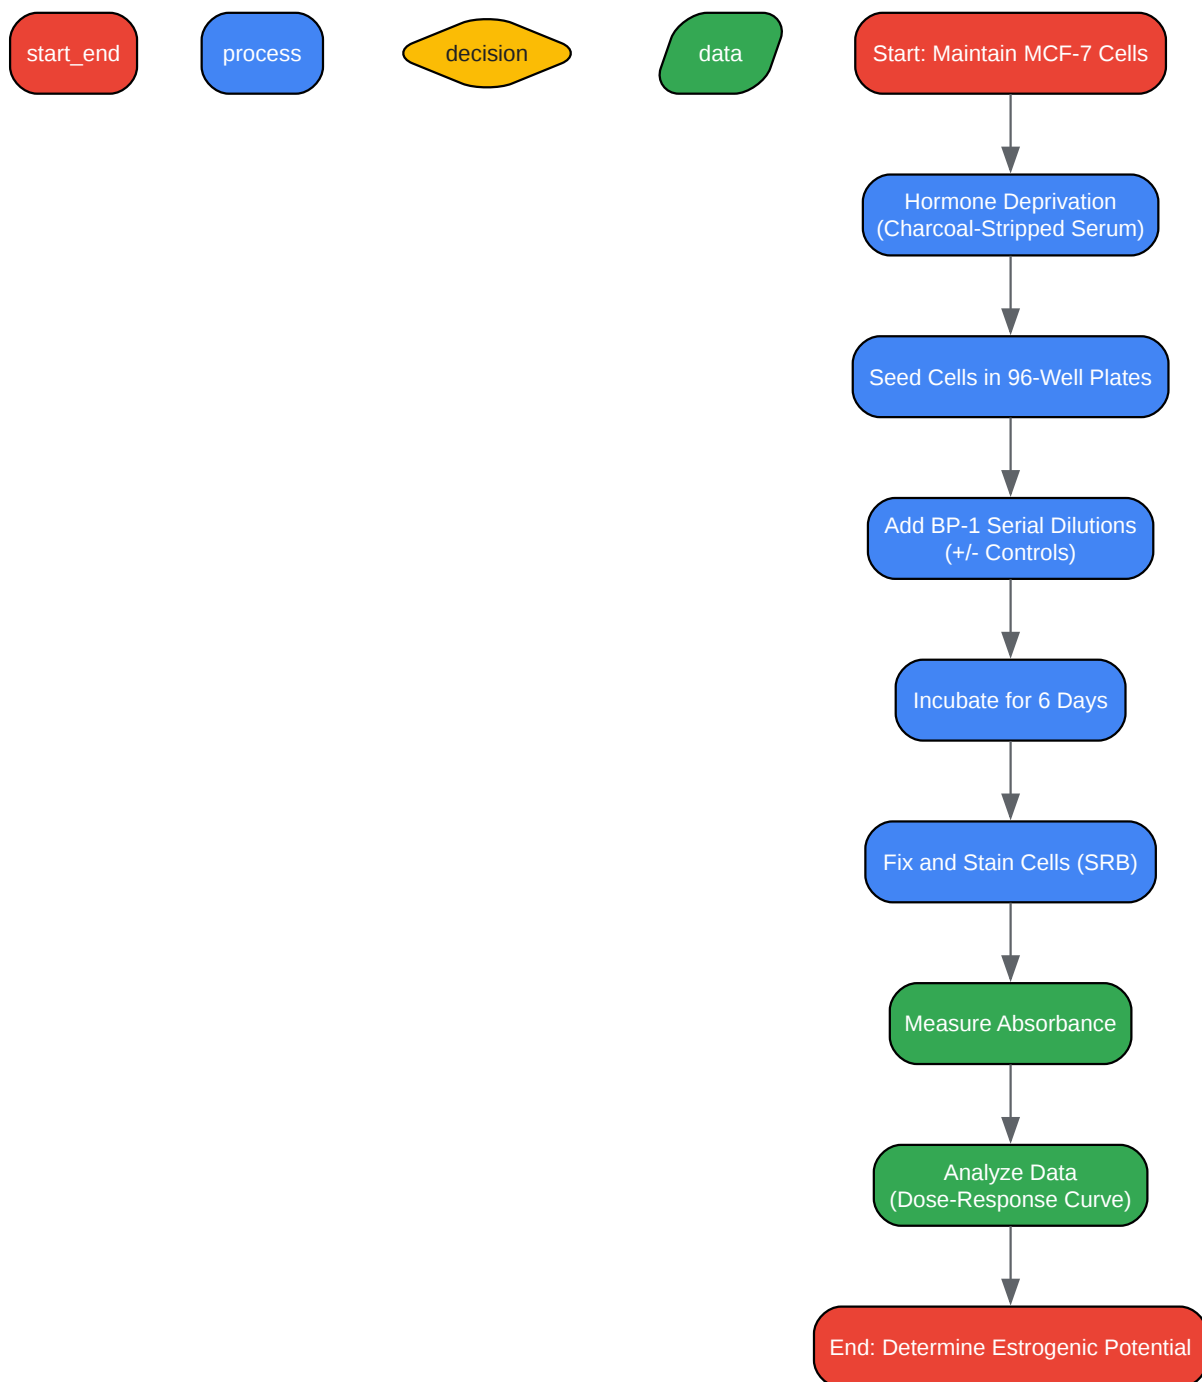 start_end
process
decision
data
Start: Maintain MCF-7 Cells
Hormone Deprivation
(Charcoal-Stripped Serum)
Seed Cells in 96-Well Plates
Add BP-1 Serial Dilutions
(+/- Controls)
Incubate for 6 Days
Fix and Stain Cells (SRB)
Measure Absorbance
Analyze Data
(Dose-Response Curve)
End: Determine Estrogenic Potential